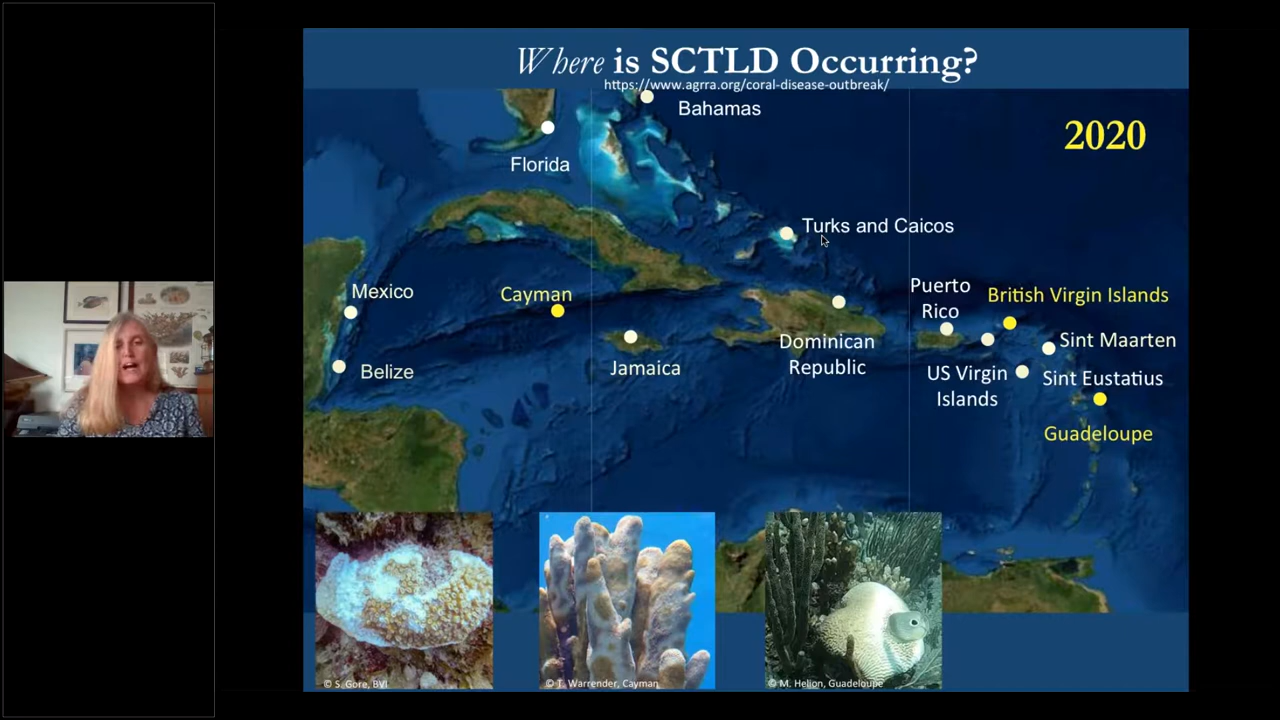 Where is SCTLD Occurring?
https://www.agrra.org/coral-disease-outbreak/
Bahamas
2020
Florida
Turks and Caicos
Mexico
Cayman
Puerto
Rico
British Virgin Islands
Sint Maarten
Dominican
Republic
Jamaica
Belize
US Virgin
Islands
Sint Eustatius
Guadeloupe
© S. Gore, BVI
© T. Warrender, Cayman
© M. Helion, Guadeloupe